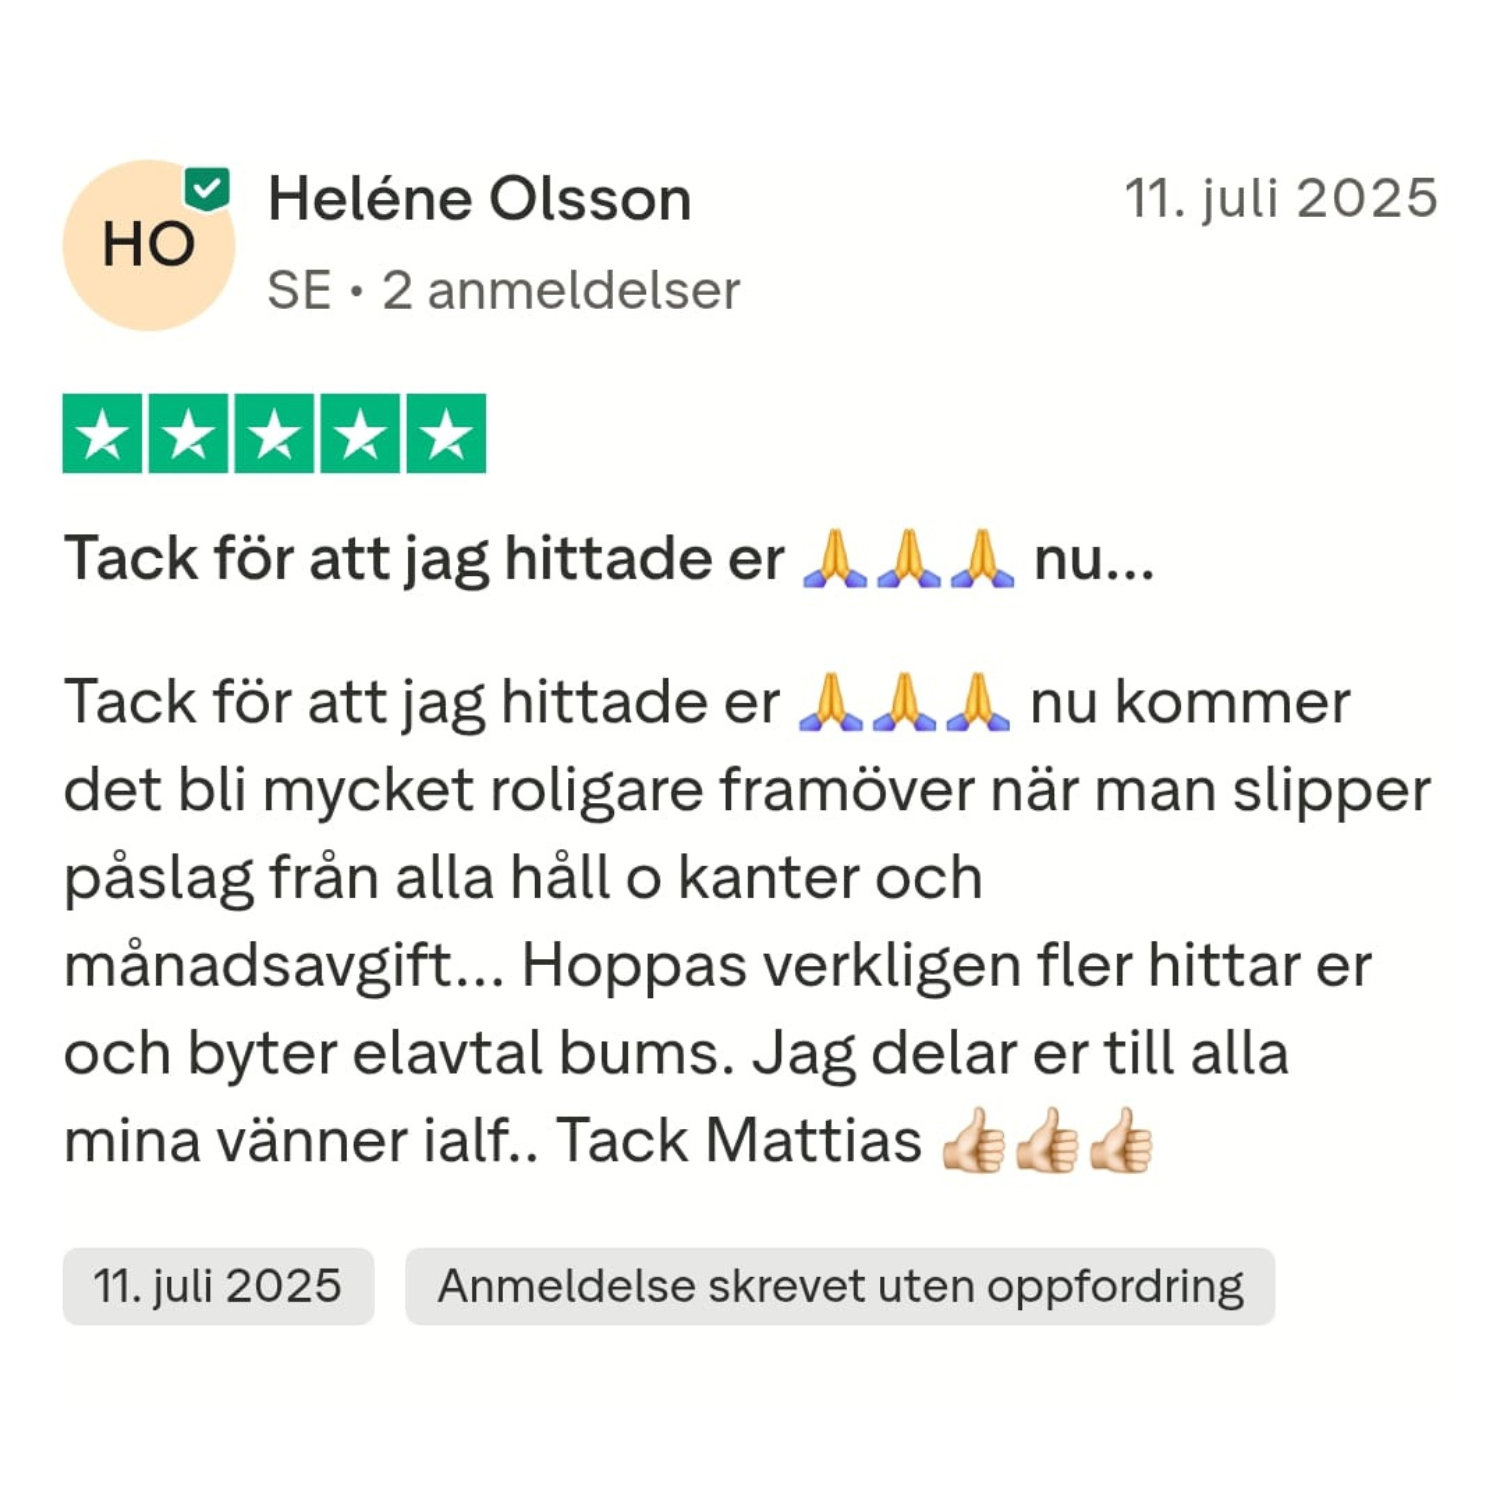 HO
Heléne Olsson
11. juli 2025
SE • 2 anmeldelser
Tack för att jag hittade er 🙏🙏🙏 nu...
Tack för att jag hittade er 🙏🙏🙏 nu kommer
det bli mycket roligare framöver när man slipper
påslag från alla håll o kanter och
månadsavgift... Hoppas verkligen fler hittar er
och byter elavtal bums. Jag delar er till alla
mina vänner ialf.. Tack Mattias 👍🏻👍🏻👍🏻
11. juli 2025
Anmeldelse skrevet uten oppfordring